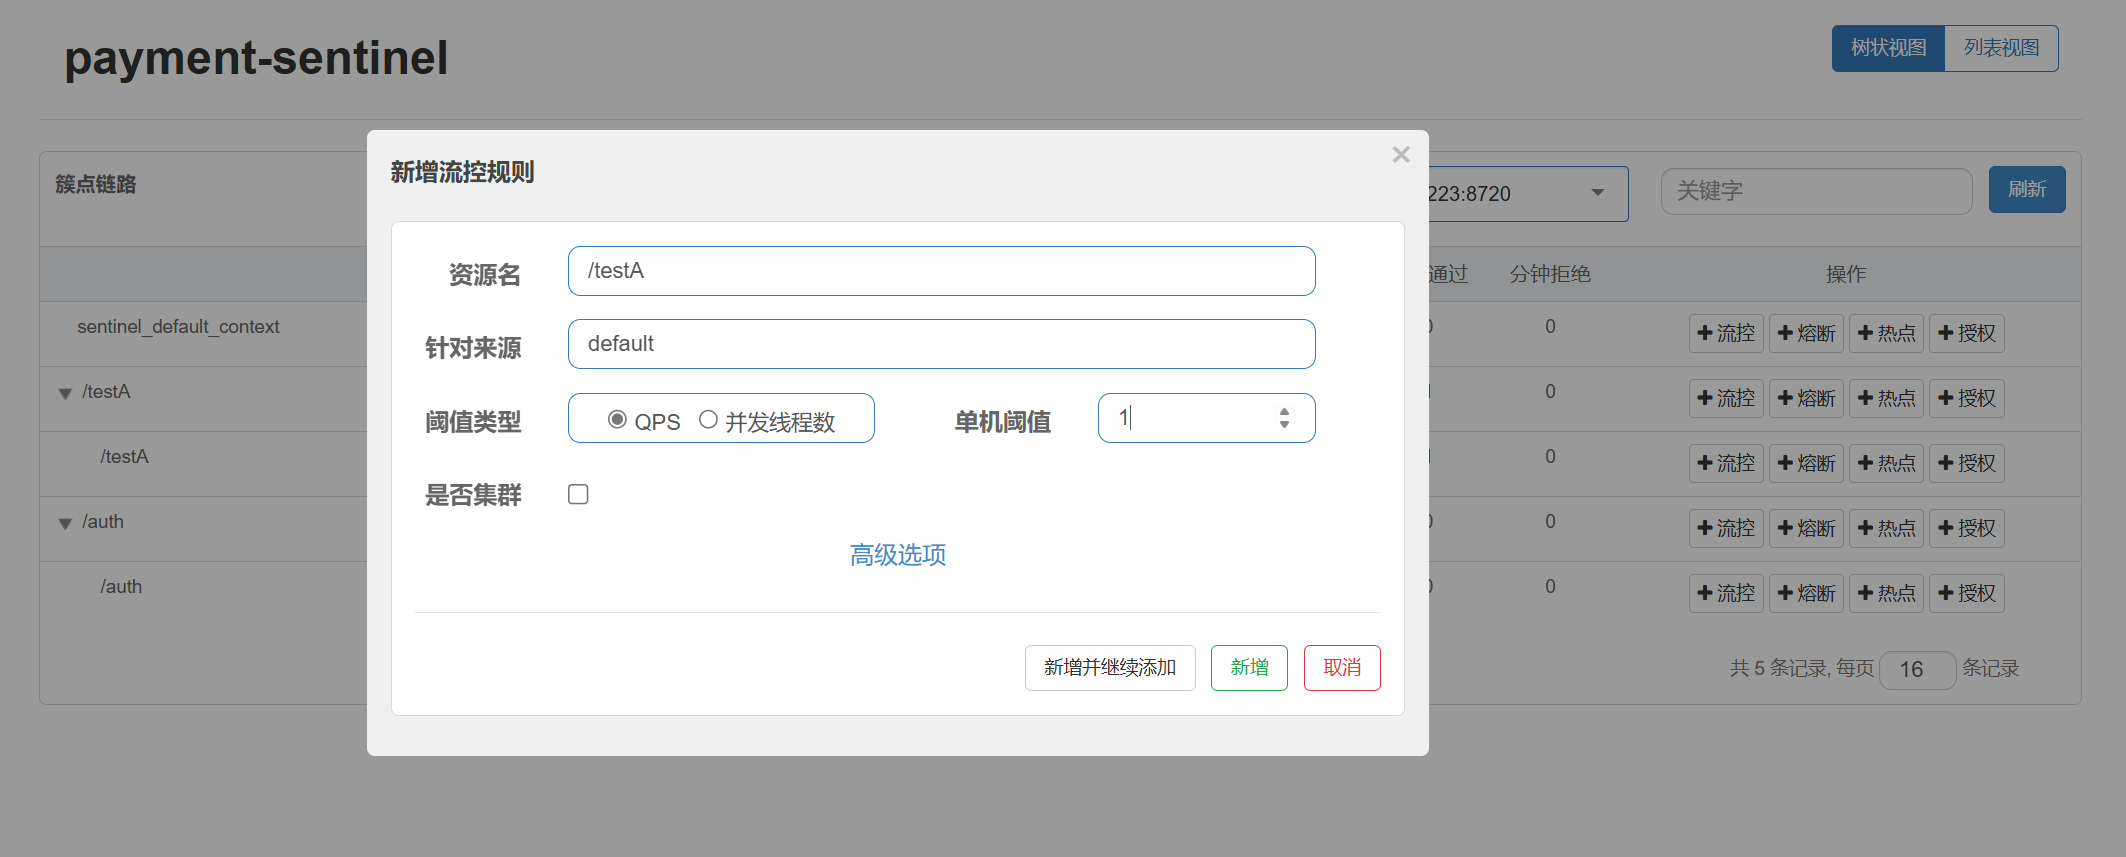 payment-sentinel
树状视图 列表视图
新增流控规则 ×
簇点链路
223:8720
关键字
刷新
资源名 /testA
通过 分钟拒绝 操作
针对来源 default
sentinel_default_context
0 流控 熔断 热点 授权
阈值类型 QPS 并发线程数 单机阈值 1
/testA
0 流控 熔断 热点 授权
/testA
0 流控 熔断 热点 授权
是否集群
/auth
0 流控 熔断 热点 授权
高级选项
/auth
0 流控 熔断 热点 授权
新增并继续添加 新增 取消
共 5 条记录, 每页 16 条记录